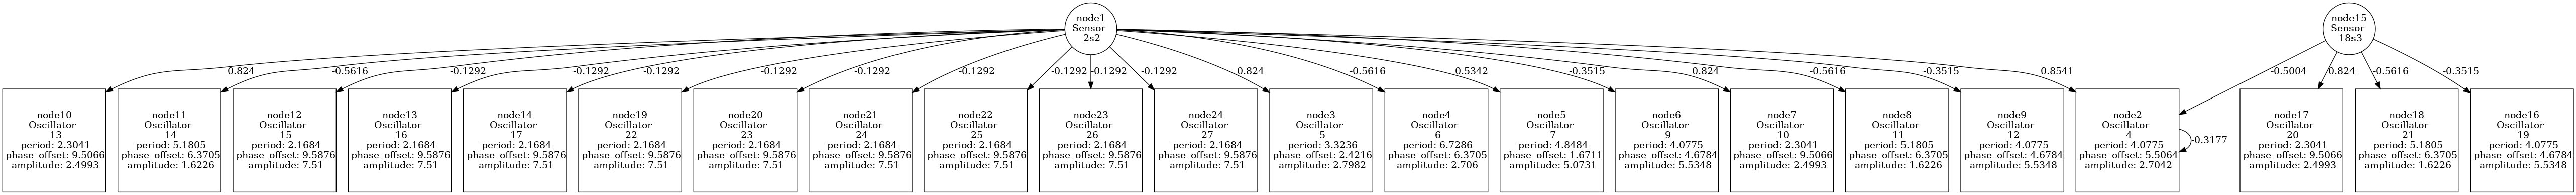 node1
Sensor
2s2
node15
Sensor
18s3
0.824
-0.5616
-0.1292
-0.1292
-0.1292
-0.1292
-0.1292
-0.1292
-0.1292
-0.1292
-0.1292
0.824
-0.5616
0.5342
-0.3515
0.824
-0.5616
-0.3515
0.8541
-0.5004
0.824
-0.5616
-0.3515
node10
Oscillator
13
period: 2.3041
phase_offset: 9.5066
amplitude: 2.4993
node11
Oscillator
14
period: 5.1805
phase_offset: 6.3705
amplitude: 1.6226
node12
Oscillator
15
period: 2.1684
phase_offset: 9.5876
amplitude: 7.51
node13
Oscillator
16
period: 2.1684
phase_offset: 9.5876
amplitude: 7.51
node14
Oscillator
17
period: 2.1684
phase_offset: 9.5876
amplitude: 7.51
node19
Oscillator
22
period: 2.1684
phase_offset: 9.5876
amplitude: 7.51
node20
Oscillator
23
period: 2.1684
phase_offset: 9.5876
amplitude: 7.51
node21
Oscillator
24
period: 2.1684
phase_offset: 9.5876
amplitude: 7.51
node22
Oscillator
25
period: 2.1684
phase_offset: 9.5876
amplitude: 7.51
node23
Oscillator
26
period: 2.1684
phase_offset: 9.5876
amplitude: 7.51
node24
Oscillator
27
period: 2.1684
phase_offset: 9.5876
amplitude: 7.51
node3
Oscillator
5
period: 3.3236
phase_offset: 2.4216
amplitude: 2.7982
node4
Oscillator
6
period: 6.7286
phase_offset: 6.3705
amplitude: 2.706
node5
Oscillator
7
period: 4.8484
phase_offset: 1.6711
amplitude: 5.0731
node6
Oscillator
9
period: 4.0775
phase_offset: 4.6784
amplitude: 5.5348
node7
Oscillator
10
period: 2.3041
phase_offset: 9.5066
amplitude: 2.4993
node8
Oscillator
11
period: 5.1805
phase_offset: 6.3705
amplitude: 1.6226
node9
Oscillator
12
period: 4.0775
phase_offset: 4.6784
amplitude: 5.5348
node2
Oscillator
4
period: 4.0775
phase_offset: 5.5064
amplitude: 2.7042
-0.3177
node17
Oscillator
20
period: 2.3041
phase_offset: 9.5066
amplitude: 2.4993
node18
Oscillator
21
period: 5.1805
phase_offset: 6.3705
amplitude: 1.6226
node16
Oscillator
19
period: 4.0775
phase_offset: 4.6784
amplitude: 5.5348